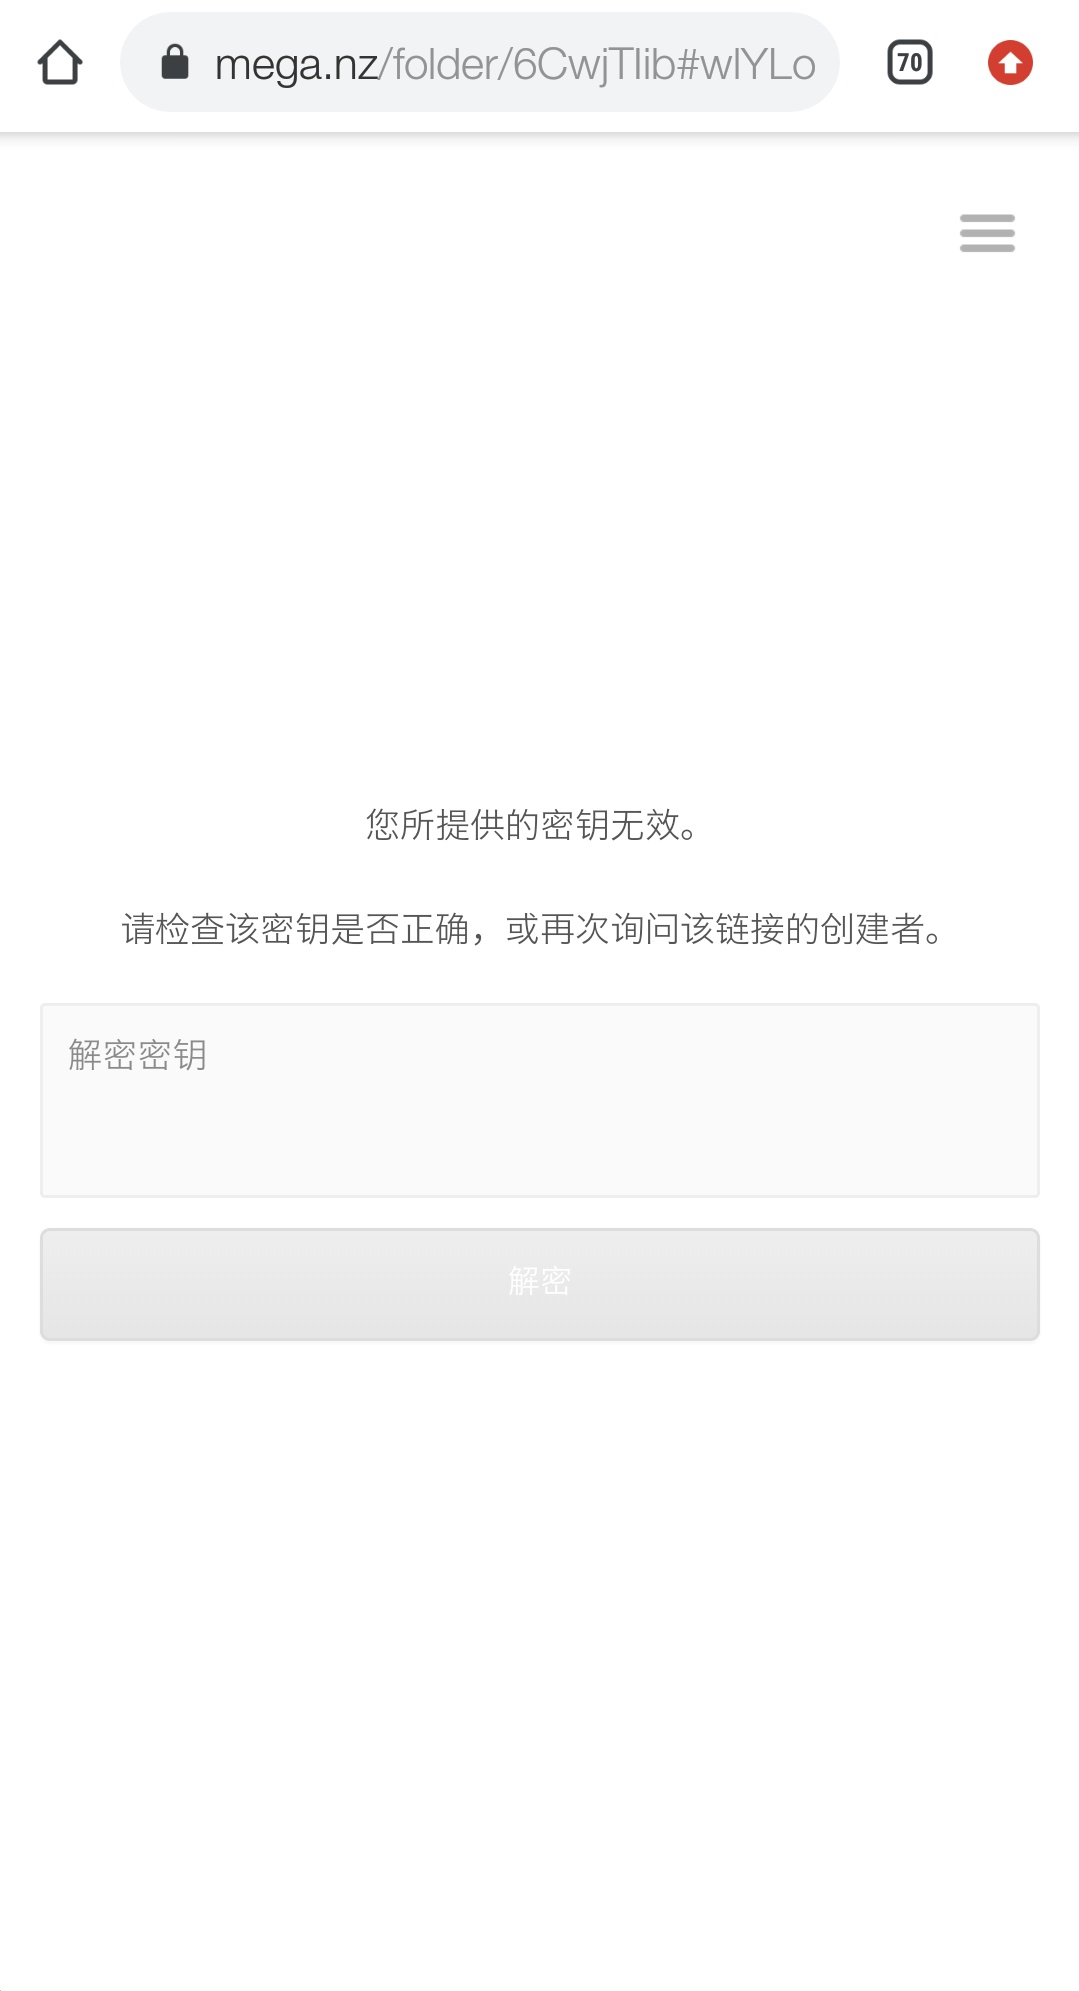 mega.nz/folder/6CwjTlib#wlYLo
70
您所提供的密钥无效。
请检查该密钥是否正确，或再次询问该链接的创建者。
解密密钥
解密